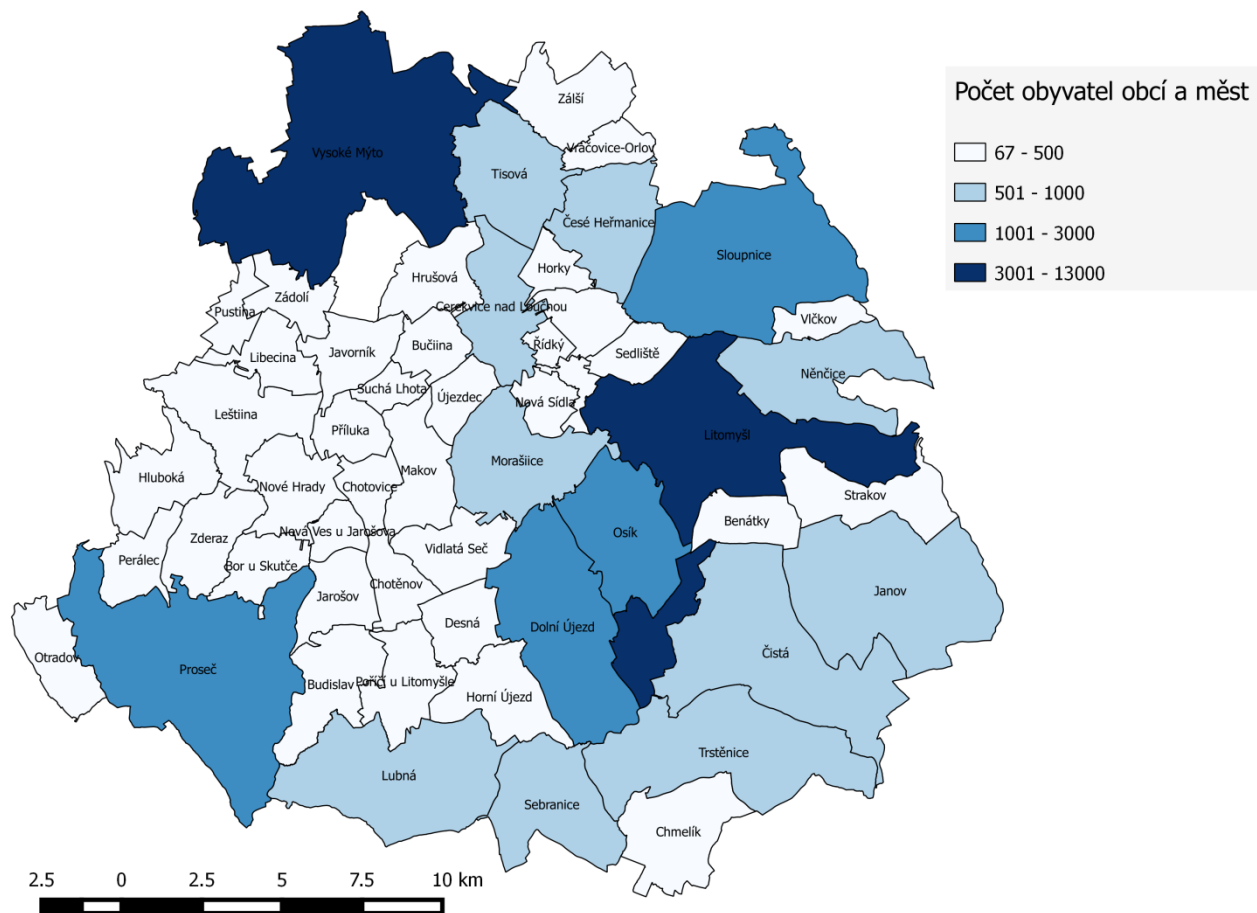 Počet obyvatel obcí a měst
67 - 500
501 - 1000
1001 - 3000
3001 - 13000
Zálší
Vysoké Mýto
Vračovice-Orlov
Tisová
Česé Heřmanice
Sloupnice
Horky
Hrušová
Zádolí
Pustina
Cerekvice nad Loučnou
Vlčkov
Bučiina
Řídký
Javorník
Libecina
Sedliště
Něnčice
Suchá Lhota
Újezdec
Nová Sídla
Leštiina
Příluka
Litomyšl
Morašiice
Makov
Hluboká
Nové Hrady
Chotovice
Strakov
Benátky
Nová Ves u Jarošova
Osík
Zderaz
Vidlatá Seč
Perálec
Bor u Skutče
Chotěnov
Jarošov
Janov
Desná
Dolní Újezd
Čistá
Otradov
Proseč
Budislav
Poříčí u Litomyšle
Horní Újezd
Trstěnice
Lubná
Sebranice
Chmelík
2.5 0 2.5 5 7.5 10 km